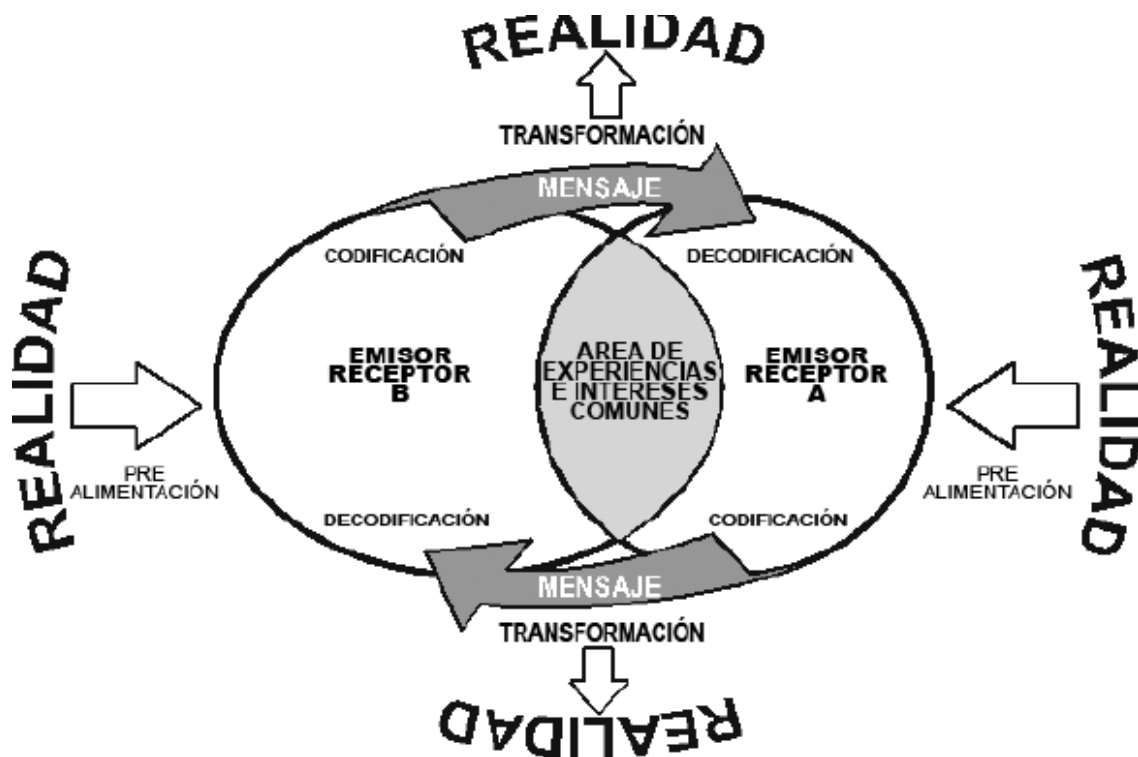 REALIDAD
TRANSFORMACIÓN
MENSAJE
CODIFICACIÓN
DECODIFICACIÓN
REALIDAD
REALIDAD
EMISOR
RECEPTOR
B
AREA DE
EXPERIENCIAS
E INTERESES
COMUNES
EMISOR
RECEPTOR
A
PRE
ALIMENTACIÓN
PRE
ALIMENTACIÓN
DECODIFICACIÓN
CODIFICACIÓN
MENSAJE
TRANSFORMACIÓN
REALIDAD